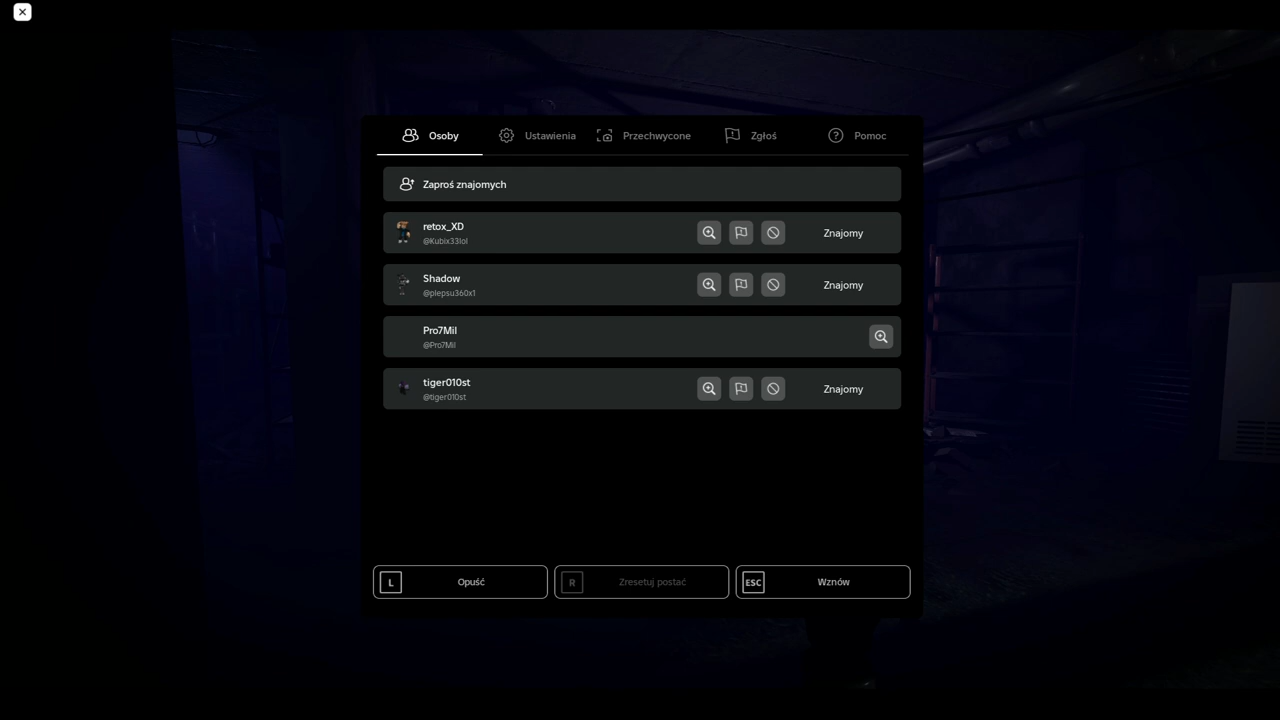 Osoby
Ustawienia
Przechwycone
Zgłoś
Pomoc
Zaproś znajomych
retox_XD
@Kubix33lol
Znajomy
Shadow
@plepsu360x1
Znajomy
Pro7Mil
@Pro7Mil
tiger010st
@tiger010st
Znajomy
L Opuść
R Zresetuj postać
ESC Wznów